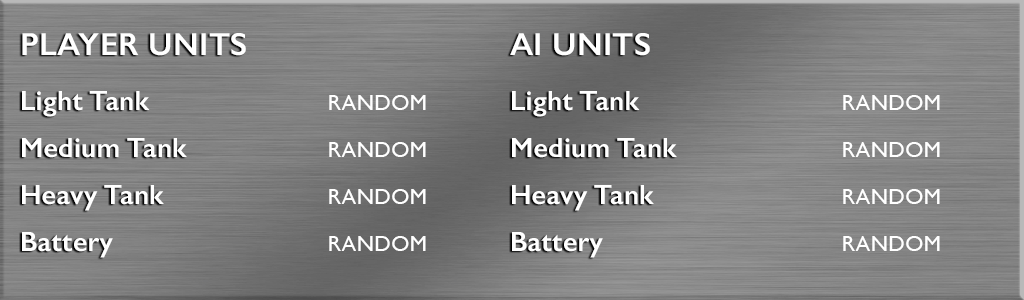 PLAYER UNITS
Light Tank RANDOM
Medium Tank RANDOM
Heavy Tank RANDOM
Battery RANDOM
AI UNITS
Light Tank RANDOM
Medium Tank RANDOM
Heavy Tank RANDOM
Battery RANDOM